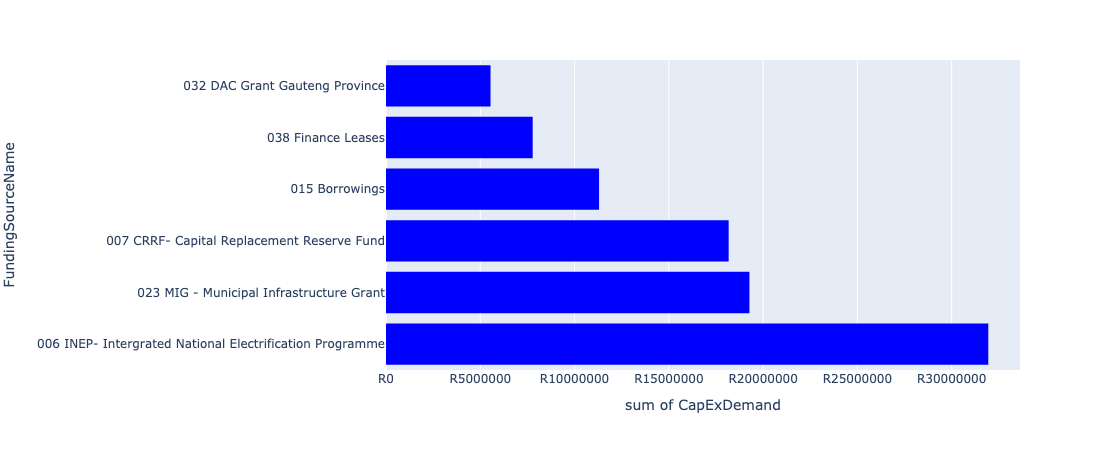 032 DAC Grant Gauteng Province
038 Finance Leases
015 Borrowings
007 CRRF- Capital Replacement Reserve Fund
023 MIG - Municipal Infrastructure Grant
006 INEP- Intergrated National Electrification Programme
FundingSourceName
R0 R5000000 R10000000 R15000000 R20000000 R25000000 R30000000
sum of CapExDemand